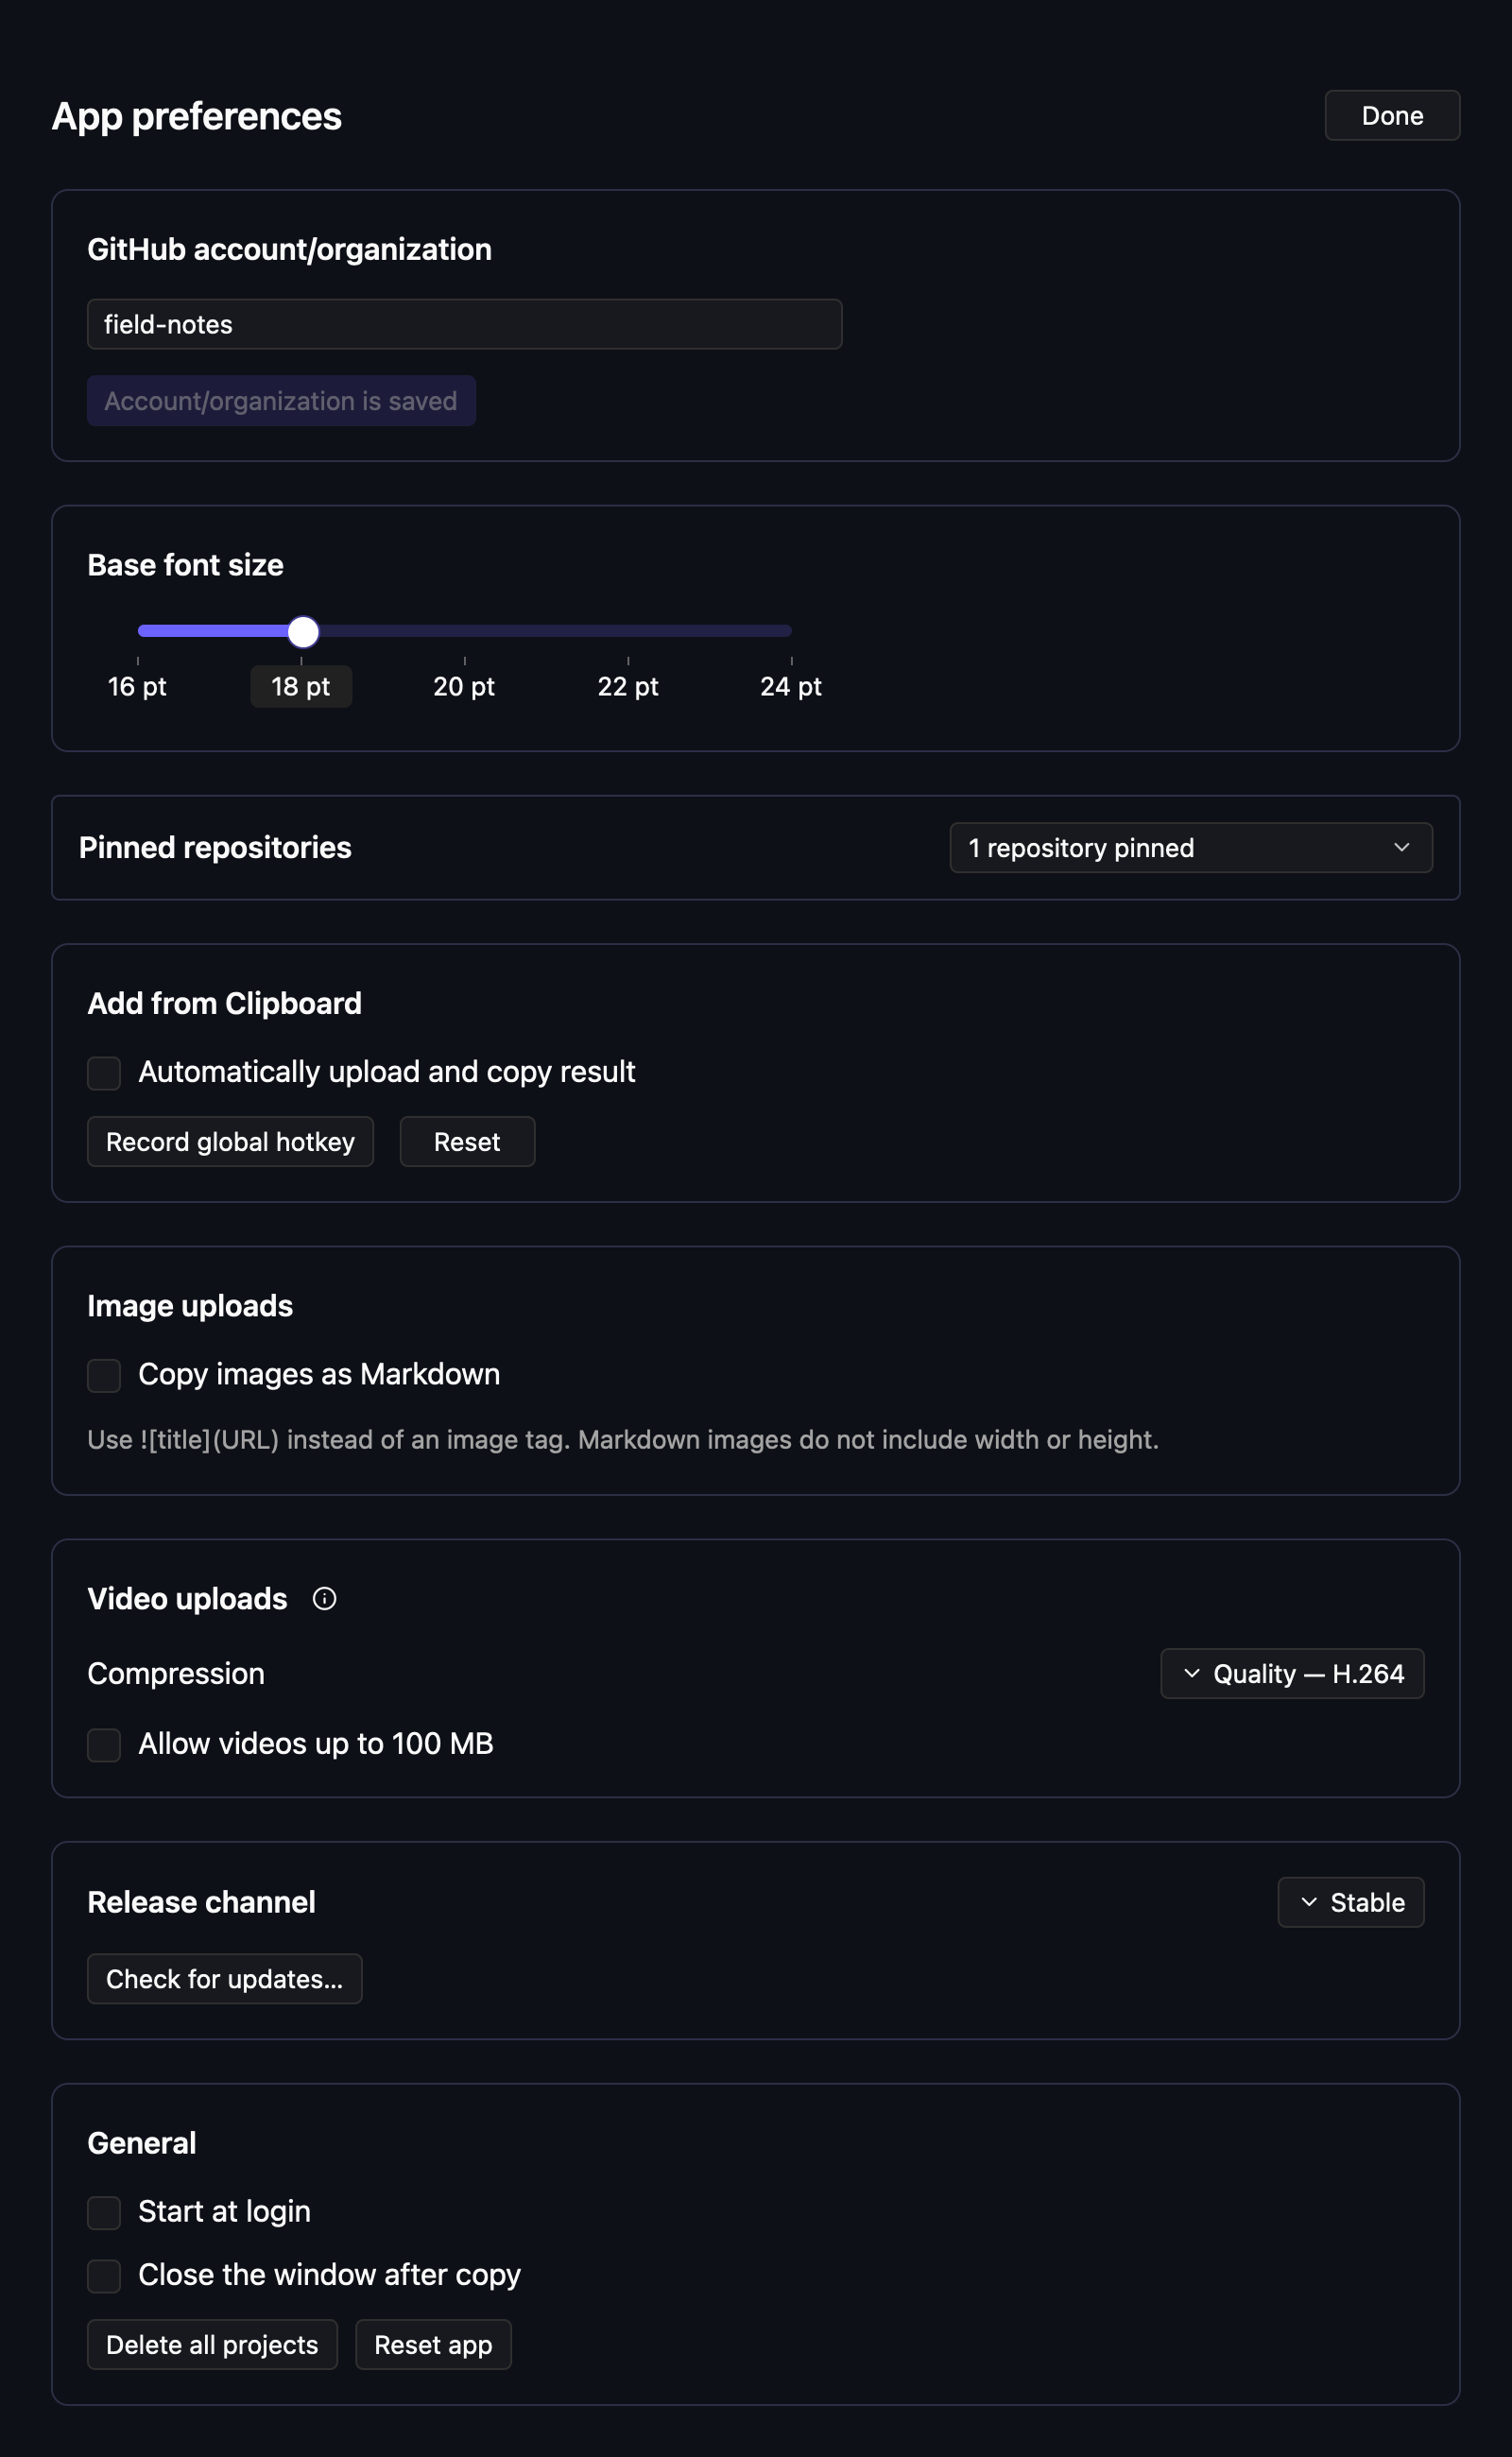 App preferences
Done
GitHub account/organization
field-notes
Account/organization is saved
Base font size
16 pt 18 pt 20 pt 22 pt 24 pt
Pinned repositories
1 repository pinned
Add from Clipboard
Automatically upload and copy result
Record global hotkey Reset
Image uploads
Copy images as Markdown
Use ![title](URL) instead of an image tag. Markdown images do not include width or height.
Video uploads
Compression
Quality — H.264
Allow videos up to 100 MB
Release channel
Stable
Check for updates...
General
Start at login
Close the window after copy
Delete all projects Reset app